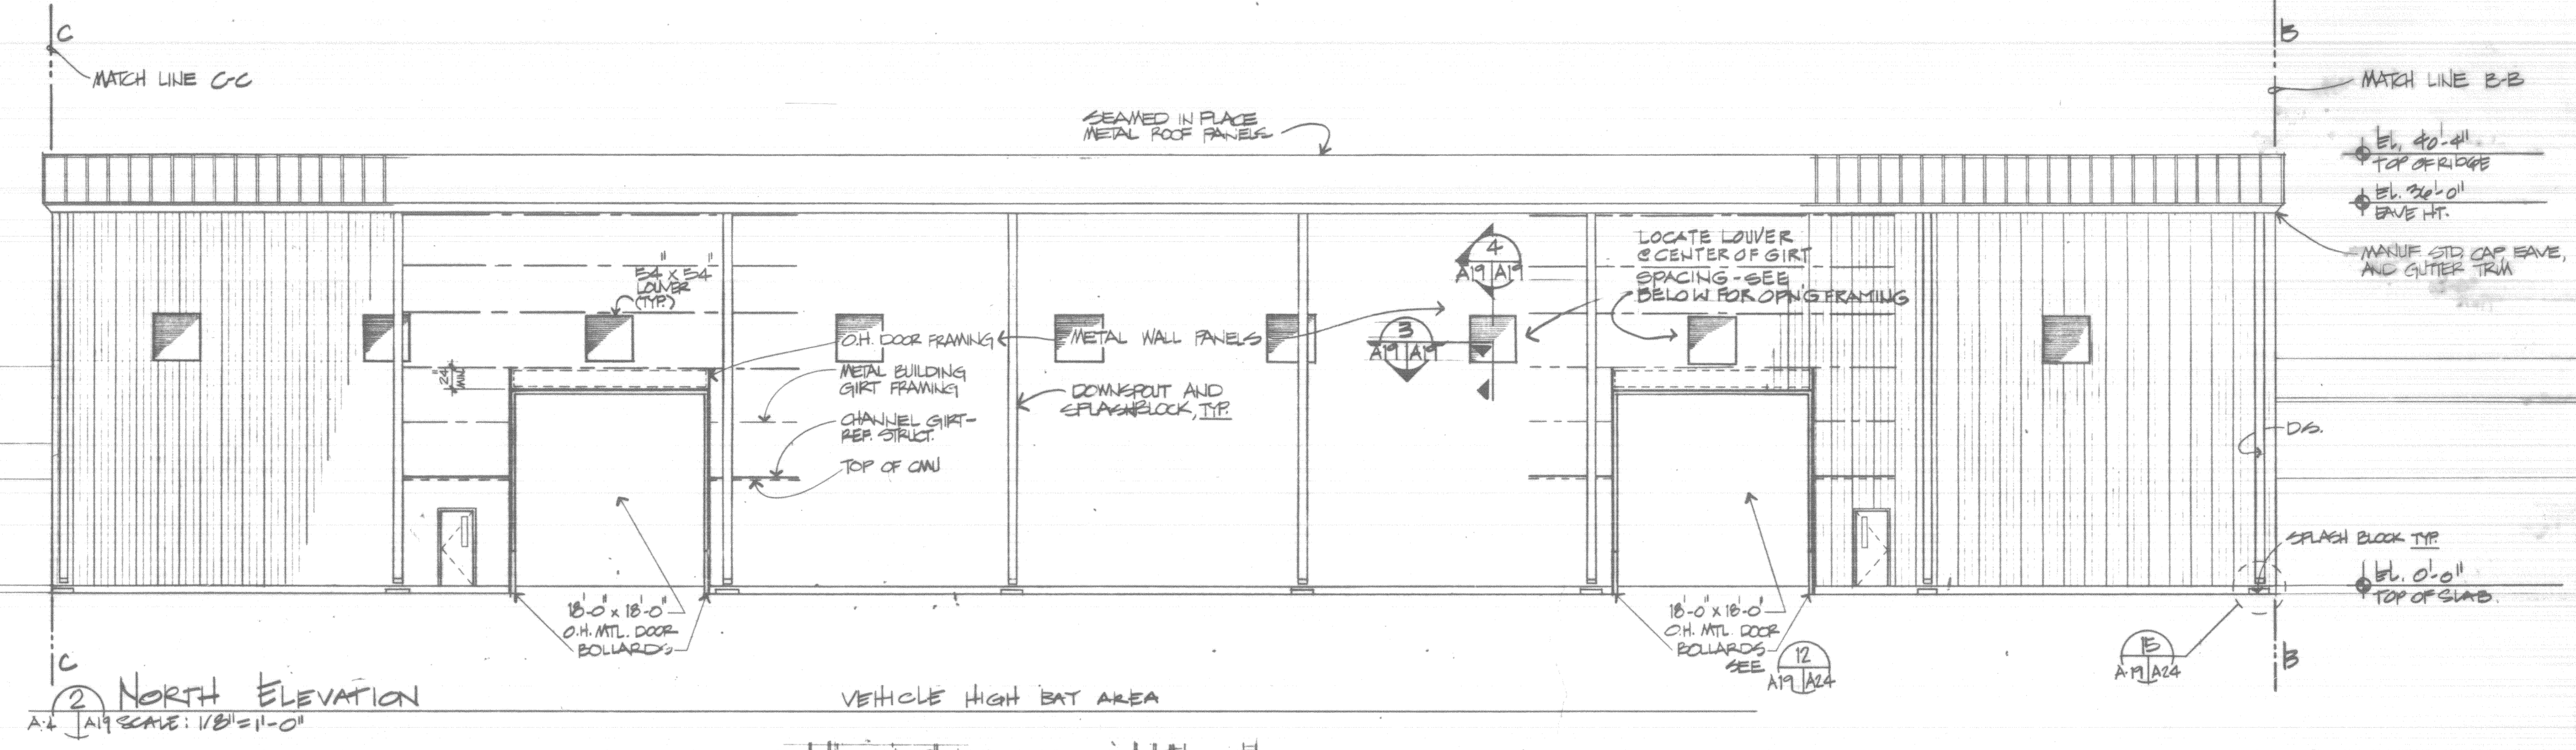 C
B
MATCH LINE C-C
MATCH LINE B-B
SEAMED IN PLACE
METAL ROOF PANELS
EL. 40'-4"
TOP OF RIDGE
EL. 36'-0"
EAVE HT.
MANUF. STD. CAP, EAVE,
AND GUTTER TRIM
54" x 54"
LOUVER
(TYP.)
4
A19 A19
LOCATE LOUVER
@ CENTER OF GIRT
SPACING - SEE
BELOW FOR OPN'G FRAMING
O.H. DOOR FRAMING
METAL WALL PANELS
3
A19 A19
24"
MIN
METAL BUILDING
GIRT FRAMING
DOWNSPOUT AND
SPLASHBLOCK, TYP.
CHANNEL GIRT-
REF. STRUCT.
TOP OF CMU
D.S.
SPLASH BLOCK TYP.
EL. 0'-0"
TOP OF SLAB.
18'-0" x 18'-0"
O.H. MTL. DOOR
BOLLARDS
18'-0" x 18'-0"
O.H. MTL. DOOR
BOLLARDS
SEE
12
A19 A24
15
A.19 A24
C
B
2 NORTH ELEVATION
A.4 A19 SCALE: 1/8"=1'-0"
VEHICLE HIGH BAY AREA